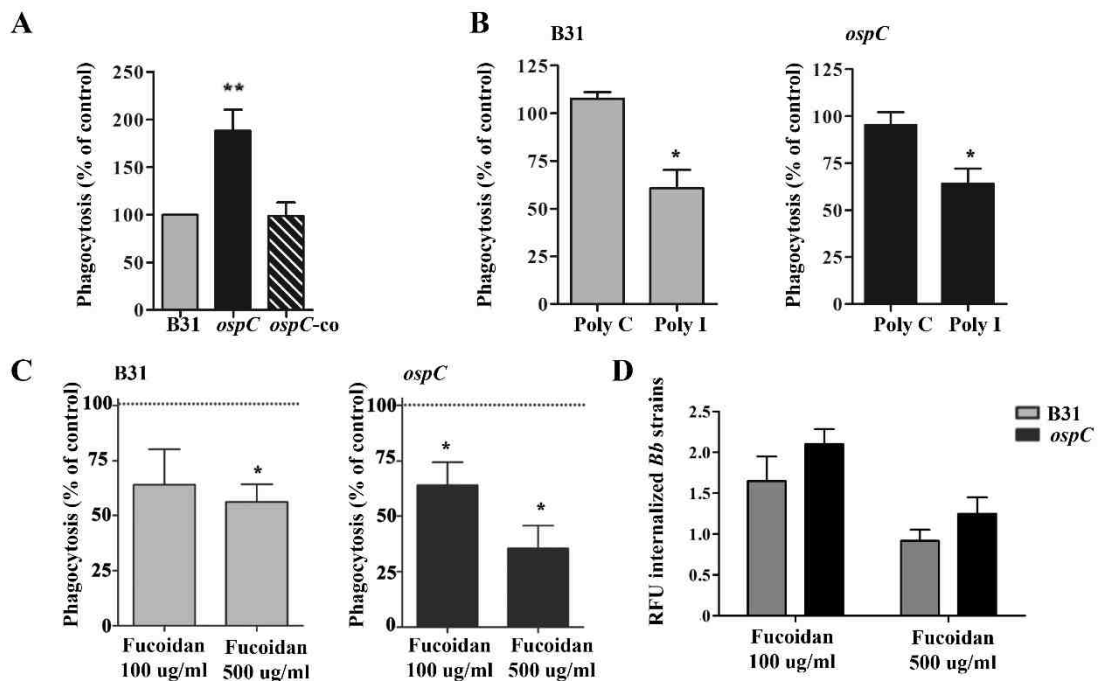 A
Phagocytosis (% of control)
250
200
150
100
50
0
**
B31 ospC ospC-co
B
B31
Phagocytosis (% of control)
125
100
75
50
25
0
*
Poly C Poly I
ospC
Phagocytosis (% of control)
125
100
75
50
25
0
*
Poly C Poly I
C
B31
Phagocytosis (% of control)
100
75
50
25
0
*
Fucoidan Fucoidan
100 ug/ml 500 ug/ml
ospC
Phagocytosis (% of control)
100
75
50
25
0
*
*
Fucoidan Fucoidan
100 ug/ml 500 ug/ml
D
RFU internalized Bb strains
2.5
2.0
1.5
1.0
0.5
0
B31
ospC
Fucoidan Fucoidan
100 ug/ml 500 ug/ml